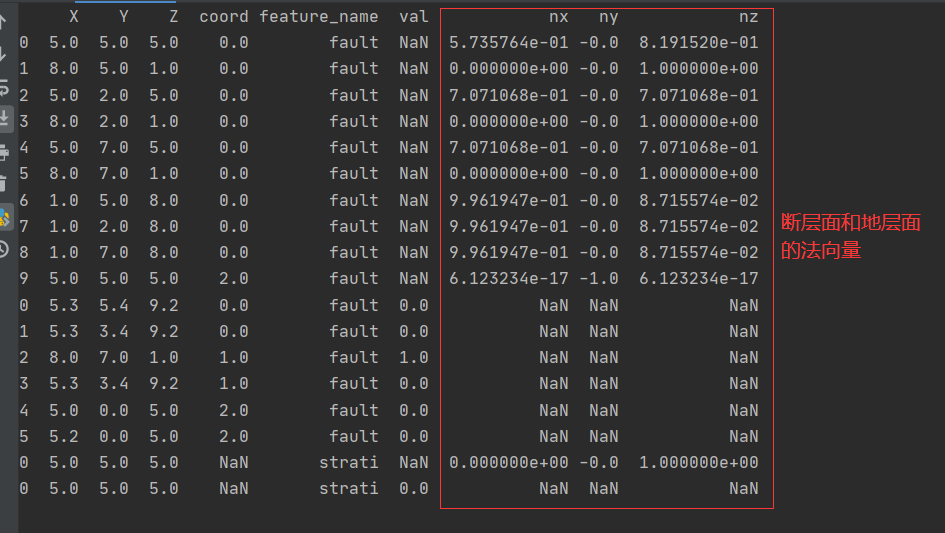 X Y Z coord feature_name val nx ny nz
0 5.0 5.0 5.0 0.0 fault NaN 5.735764e-01 -0.0 8.191520e-01
1 8.0 5.0 1.0 0.0 fault NaN 0.000000e+00 -0.0 1.000000e+00
2 5.0 2.0 5.0 0.0 fault NaN 7.071068e-01 -0.0 7.071068e-01
3 8.0 2.0 1.0 0.0 fault NaN 0.000000e+00 -0.0 1.000000e+00
4 5.0 7.0 5.0 0.0 fault NaN 7.071068e-01 -0.0 7.071068e-01
5 8.0 7.0 1.0 0.0 fault NaN 0.000000e+00 -0.0 1.000000e+00
6 1.0 5.0 8.0 0.0 fault NaN 9.961947e-01 -0.0 8.715574e-02
7 1.0 2.0 8.0 0.0 fault NaN 9.961947e-01 -0.0 8.715574e-02
8 1.0 7.0 8.0 0.0 fault NaN 9.961947e-01 -0.0 8.715574e-02
9 5.0 5.0 5.0 2.0 fault NaN 6.123234e-17 -1.0 6.123234e-17
0 5.3 5.4 9.2 0.0 fault 0.0 NaN NaN NaN
1 5.3 3.4 9.2 0.0 fault 0.0 NaN NaN NaN
2 8.0 7.0 1.0 1.0 fault 1.0 NaN NaN NaN
3 5.3 3.4 9.2 1.0 fault 0.0 NaN NaN NaN
4 5.0 0.0 5.0 2.0 fault 0.0 NaN NaN NaN
5 5.2 0.0 5.0 2.0 fault 0.0 NaN NaN NaN
0 5.0 5.0 5.0 NaN strati NaN 0.000000e+00 -0.0 1.000000e+00
0 5.0 5.0 5.0 NaN strati 0.0 NaN NaN NaN
断层面和地层面
的法向量